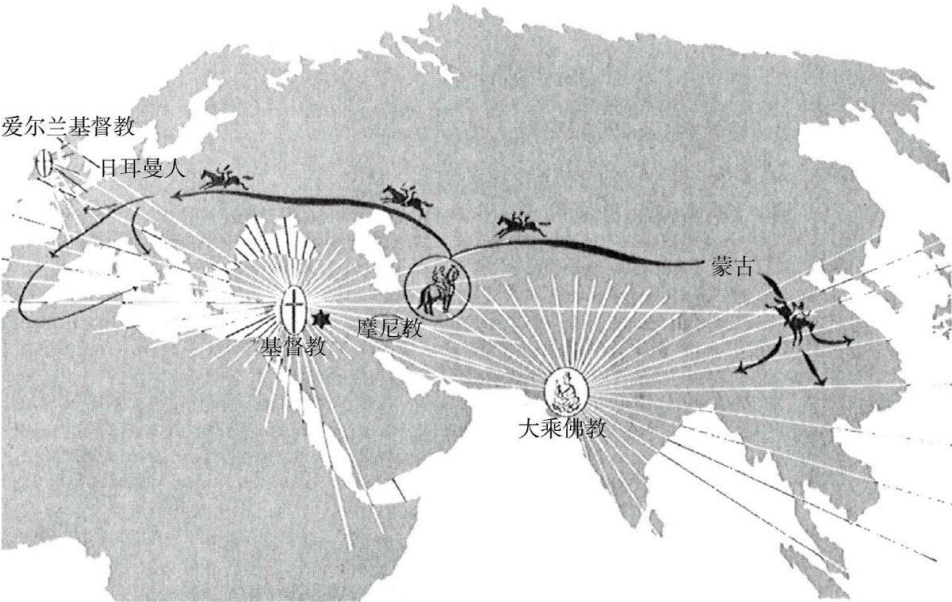 爱尔兰基督教
日耳曼人
蒙古
摩尼教
基督教
大乘佛教